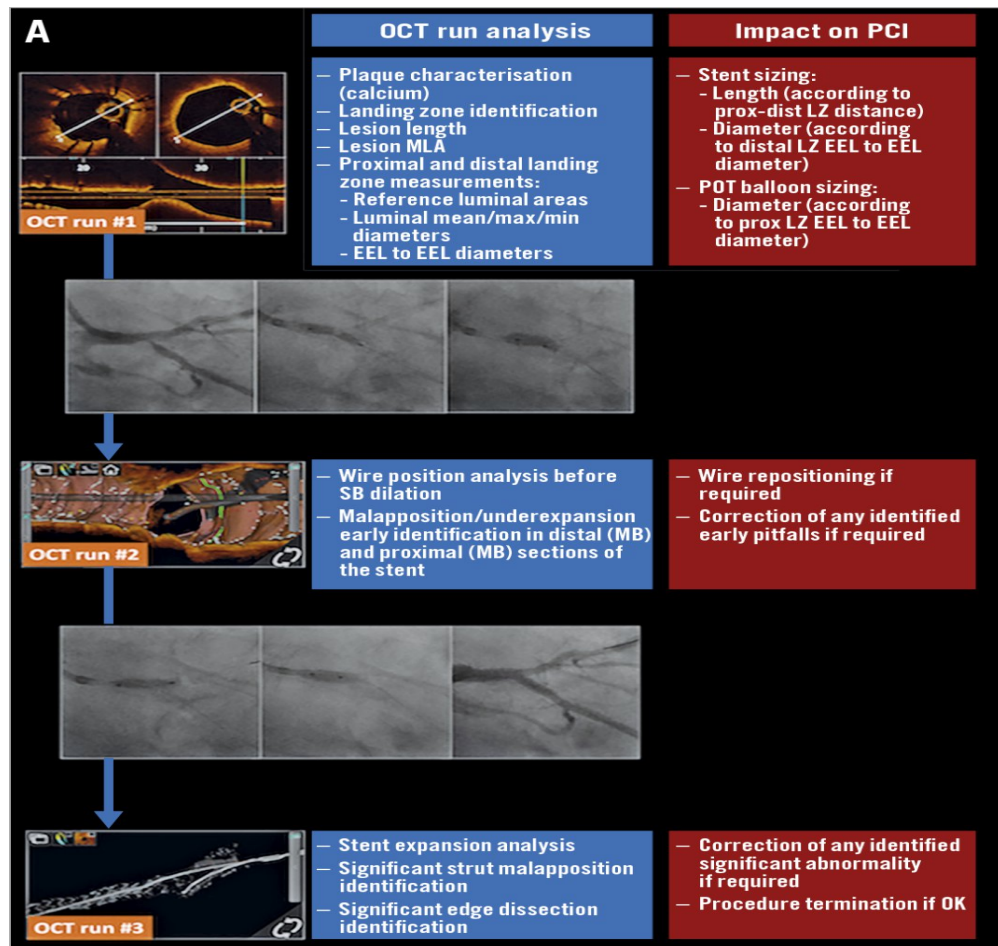 A
OCT run analysis
Impact on PCI
OCT run #1
20
30
— Plaque characterisation
(calcium)
— Landing zone identification
— Lesion length
— Lesion MLA
— Proximal and distal landing
zone measurements:
- Reference luminal areas
- Luminal mean/max/min
diameters
- EEL to EEL diameters
— Stent sizing:
- Length (according to
prox-dist LZ distance)
- Diameter (according
to distal LZ EEL to EEL
diameter)
— POT balloon sizing:
- Diameter (according
to prox LZ EEL to EEL
diameter)
OCT run #2
— Wire position analysis before
SB dilation
— Malapposition/underexpansion
early identification in distal (MB)
and proximal (MB) sections of
the stent
— Wire repositioning if
required
— Correction of any identified
early pitfalls if required
OCT run #3
— Stent expansion analysis
— Significant strut malapposition
identification
— Significant edge dissection
identification
— Correction of any identified
significant abnormality
if required
— Procedure termination if OK